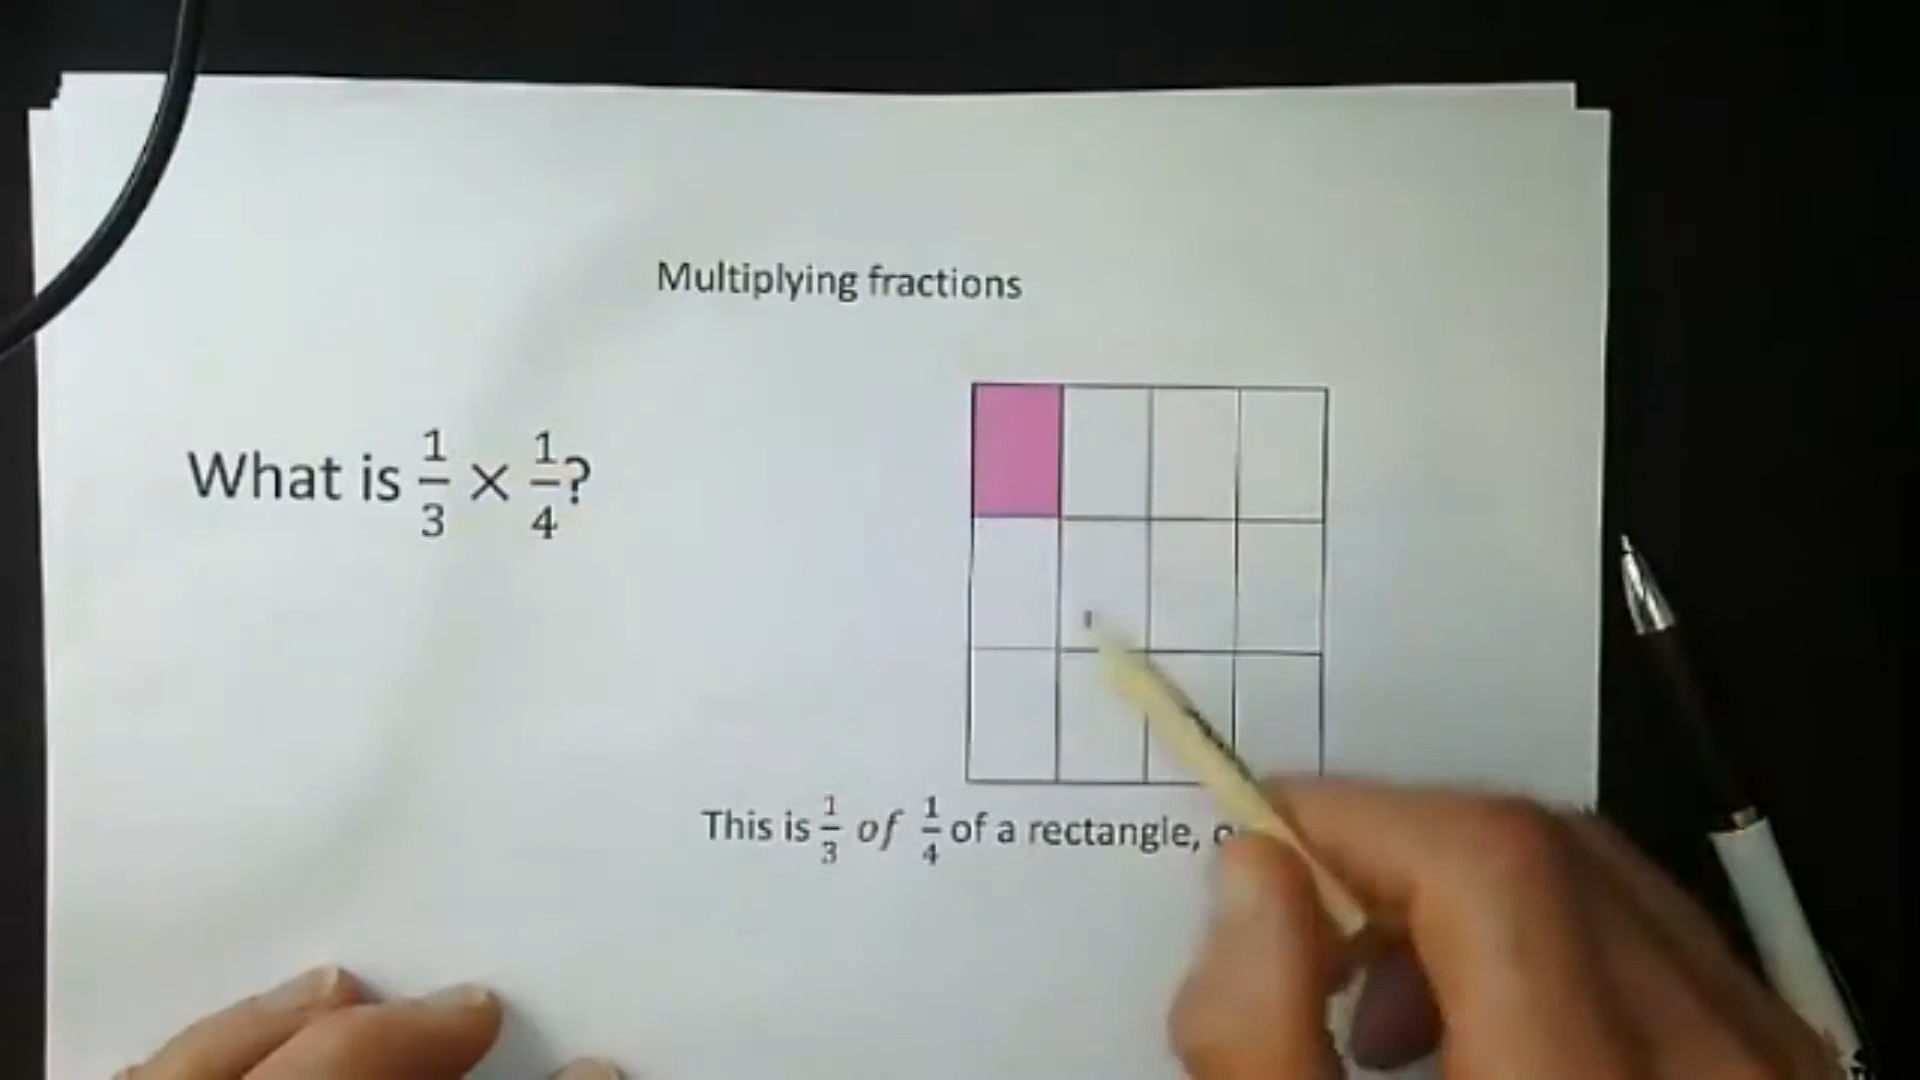 Multiplying fractions
What is 1/3 × 1/4?
This is 1/3 of 1/4 of a rectangle,